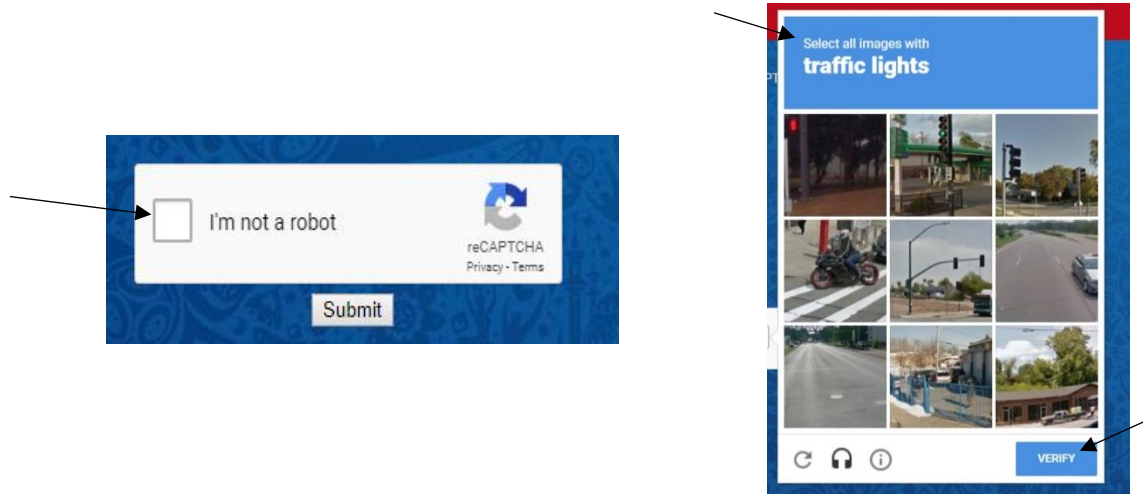 I'm not a robot
reCAPTCHA
Privacy - Terms
Submit
Select all images with
traffic lights
VERIFY